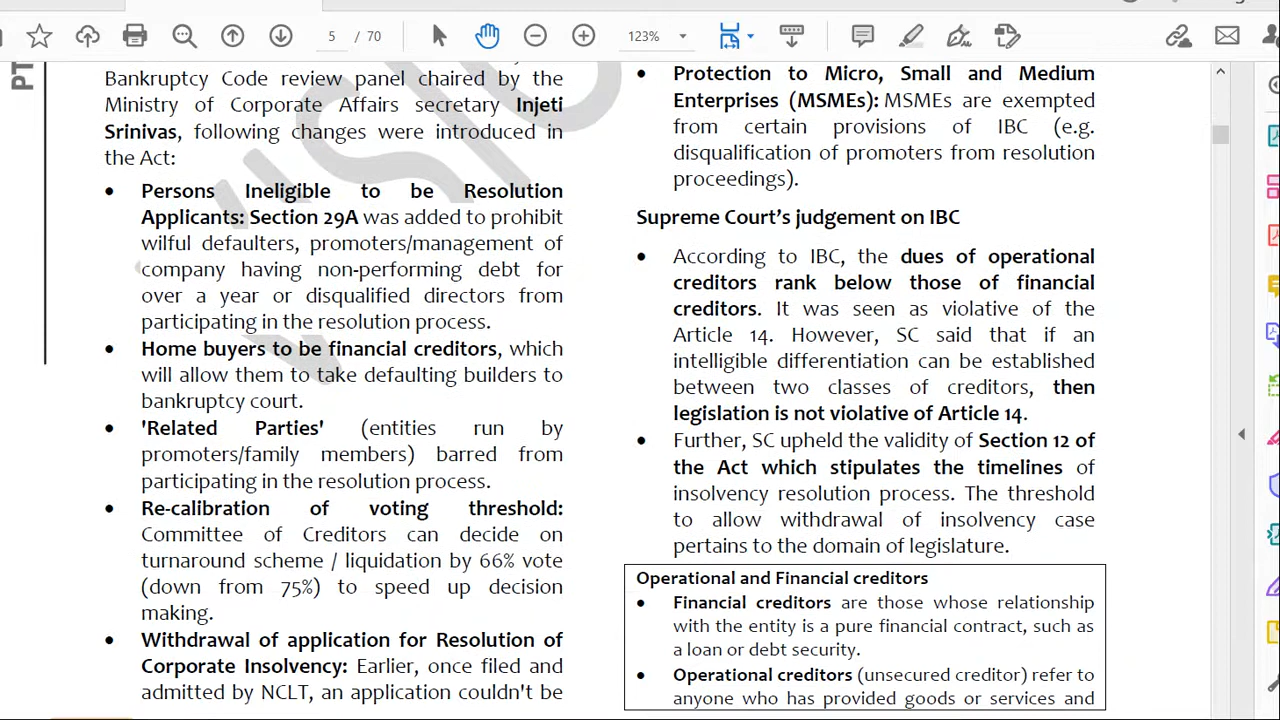 5 / 70
123%
PT
Bankruptcy Code review panel chaired by the
Ministry of Corporate Affairs secretary Injeti
Srinivas, following changes were introduced in
the Act:
• Persons Ineligible to be Resolution
Applicants: Section 29A was added to prohibit
wilful defaulters, promoters/management of
company having non-performing debt for
over a year or disqualified directors from
participating in the resolution process.
• Home buyers to be financial creditors, which
will allow them to take defaulting builders to
bankruptcy court.
• 'Related Parties' (entities run by
promoters/family members) barred from
participating in the resolution process.
• Re-calibration of voting threshold:
Committee of Creditors can decide on
turnaround scheme / liquidation by 66% vote
(down from 75%) to speed up decision
making.
• Withdrawal of application for Resolution of
Corporate Insolvency: Earlier, once filed and
admitted by NCLT, an application couldn't be
• Protection to Micro, Small and Medium
Enterprises (MSMEs): MSMEs are exempted
from certain provisions of IBC (e.g.
disqualification of promoters from resolution
proceedings).
Supreme Court's judgement on IBC
• According to IBC, the dues of operational
creditors rank below those of financial
creditors. It was seen as violative of the
Article 14. However, SC said that if an
intelligible differentiation can be established
between two classes of creditors, then
legislation is not violative of Article 14.
• Further, SC upheld the validity of Section 12 of
the Act which stipulates the timelines of
insolvency resolution process. The threshold
to allow withdrawal of insolvency case
pertains to the domain of legislature.
Operational and Financial creditors
• Financial creditors are those whose relationship
with the entity is a pure financial contract, such as
a loan or debt security.
• Operational creditors (unsecured creditor) refer to
anyone who has provided goods or services and